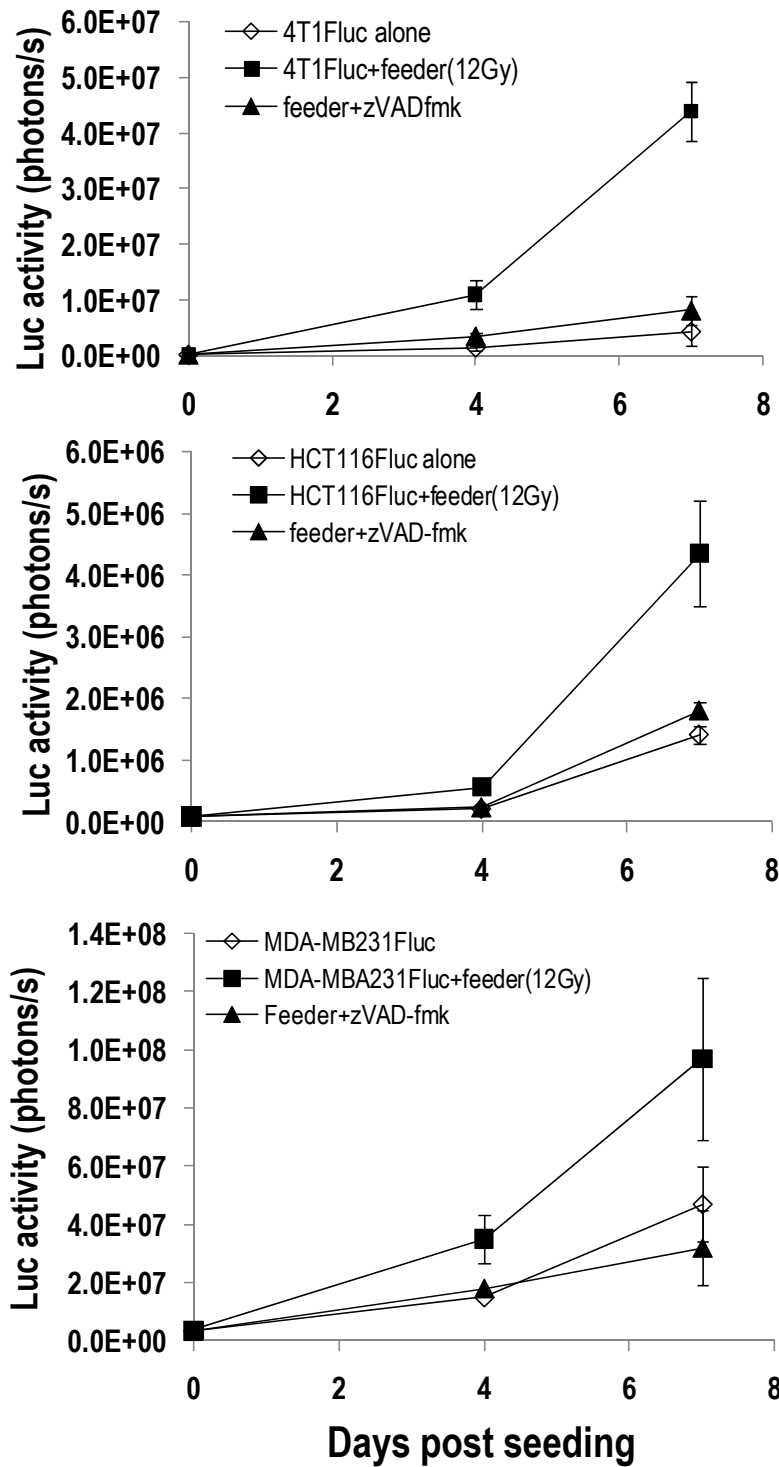 Luc activity (photons/s)
6.0E+07
5.0E+07
4.0E+07
3.0E+07
2.0E+07
1.0E+07
0.0E+00
4T1Fluc alone
4T1Fluc+feeder(12Gy)
feeder+zVADfmk
0 2 4 6 8
Luc activity (photons/s)
6.0E+06
5.0E+06
4.0E+06
3.0E+06
2.0E+06
1.0E+06
0.0E+00
HCT116Fluc alone
HCT116Fluc+feeder(12Gy)
feeder+zVAD-fmk
0 2 4 6 8
Luc activity (photons/s)
1.4E+08
1.2E+08
1.0E+08
8.0E+07
6.0E+07
4.0E+07
2.0E+07
0.0E+00
MDA-MB231Fluc
MDA-MBA231Fluc+feeder(12Gy)
Feeder+zVAD-fmk
0 2 4 6 8
Days post seeding